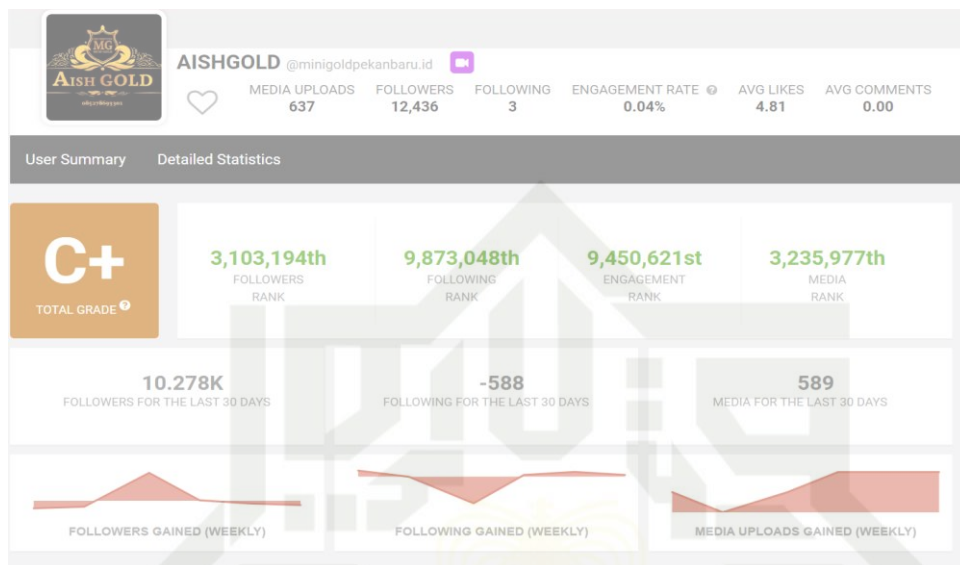 MG
AISH GOLD
AISHGOLD @minigoldpekanbaru.id
MEDIA UPLOADS FOLLOWERS FOLLOWING ENGAGEMENT RATE AVG LIKES AVG COMMENTS
637 12,436 3 0.04% 4.81 0.00
User Summary Detailed Statistics
C+
TOTAL GRADE
3,103,194th 9,873,048th 9,450,621st 3,235,977th
FOLLOWERS FOLLOWING ENGAGEMENT MEDIA
RANK RANK RANK RANK
10.278K -588 589
FOLLOWERS FOR THE LAST 30 DAYS FOLLOWING FOR THE LAST 30 DAYS MEDIA FOR THE LAST 30 DAYS
FOLLOWERS GAINED (WEEKLY) FOLLOWING GAINED (WEEKLY) MEDIA UPLOADS GAINED (WEEKLY)